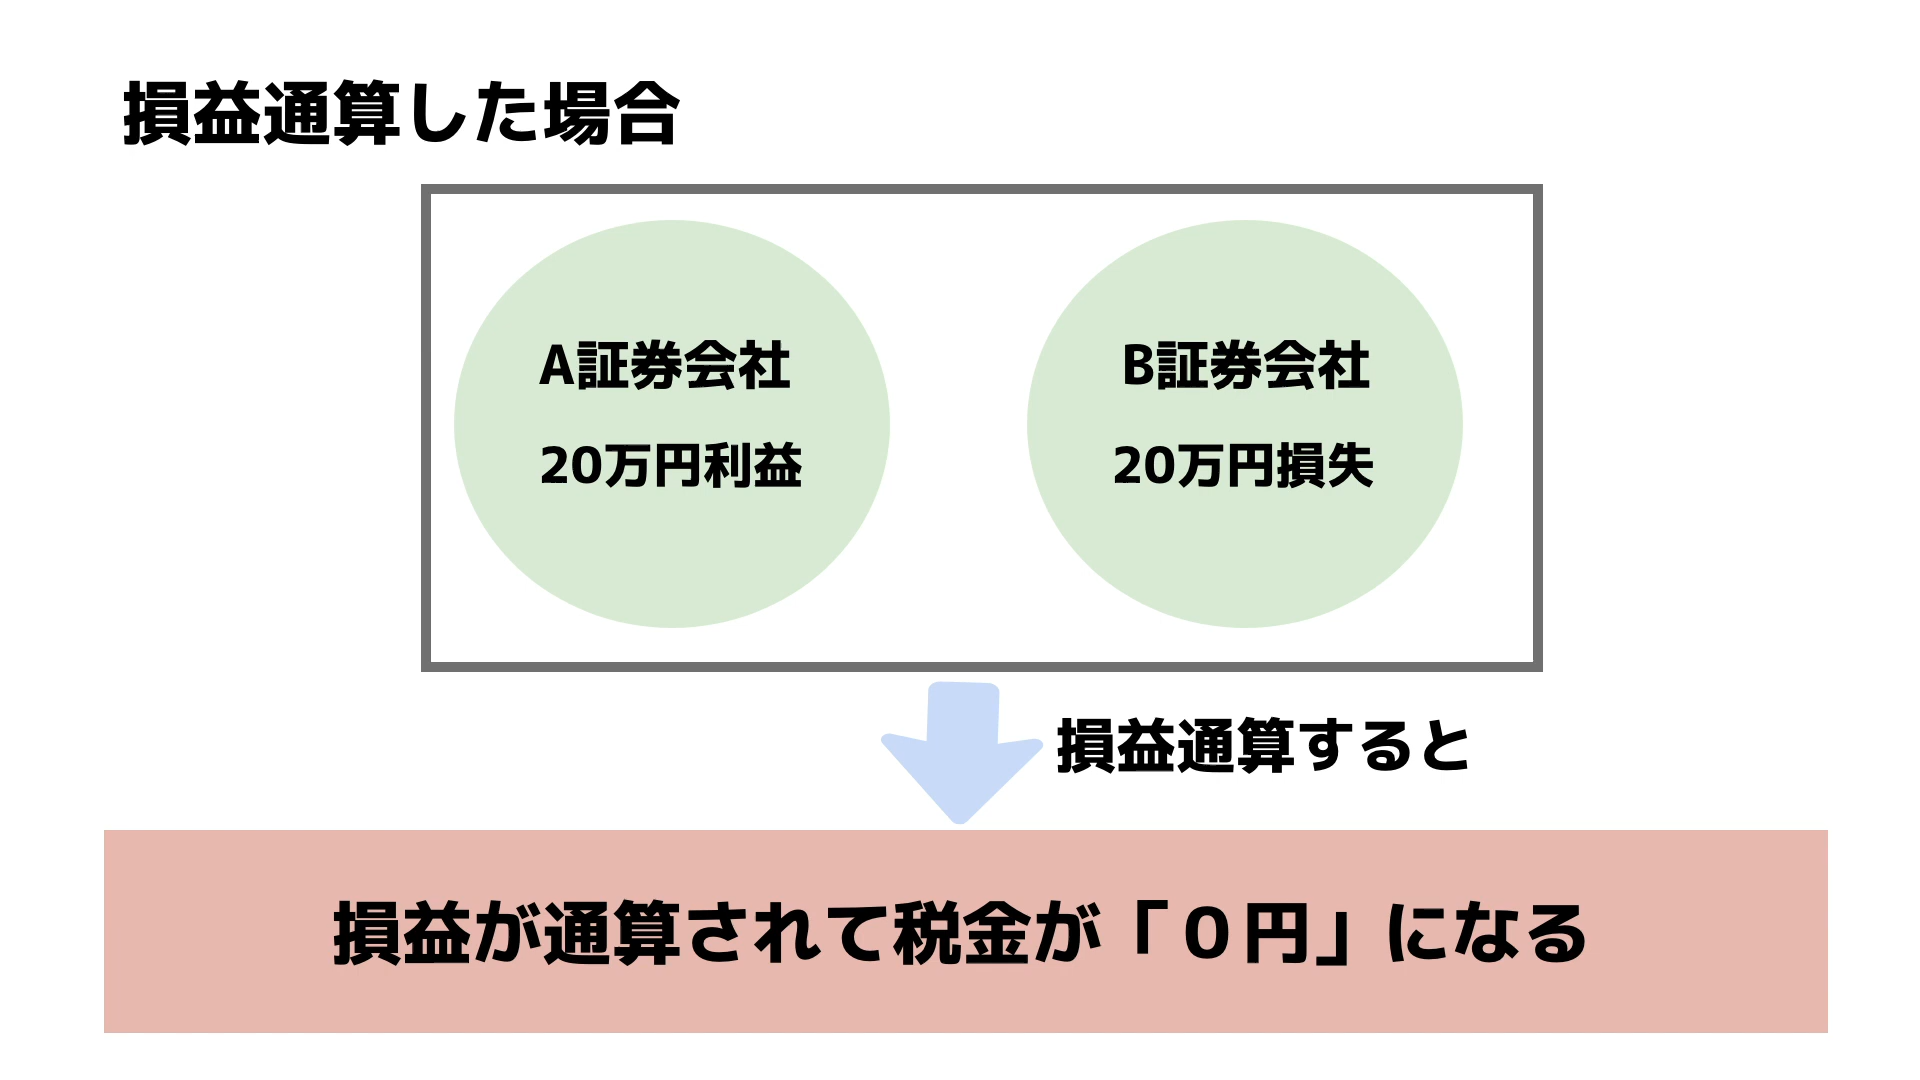 損益通算した場合
A証券会社
20万円利益
B証券会社
20万円損失
損益通算すると
損益が通算されて税金が「０円」になる